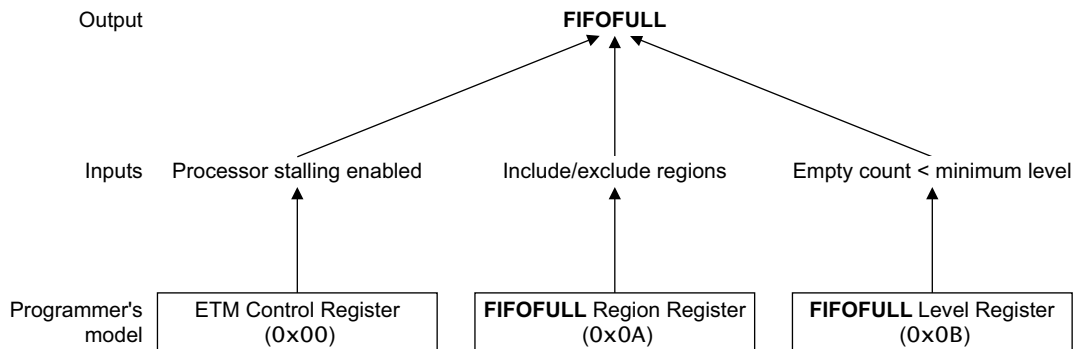 Output FIFOFULL
Inputs Processor stalling enabled Include/exclude regions Empty count < minimum level
Programmer's model
ETM Control Register
(0x00)
FIFOFULL Region Register
(0x0A)
FIFOFULL Level Register
(0x0B)